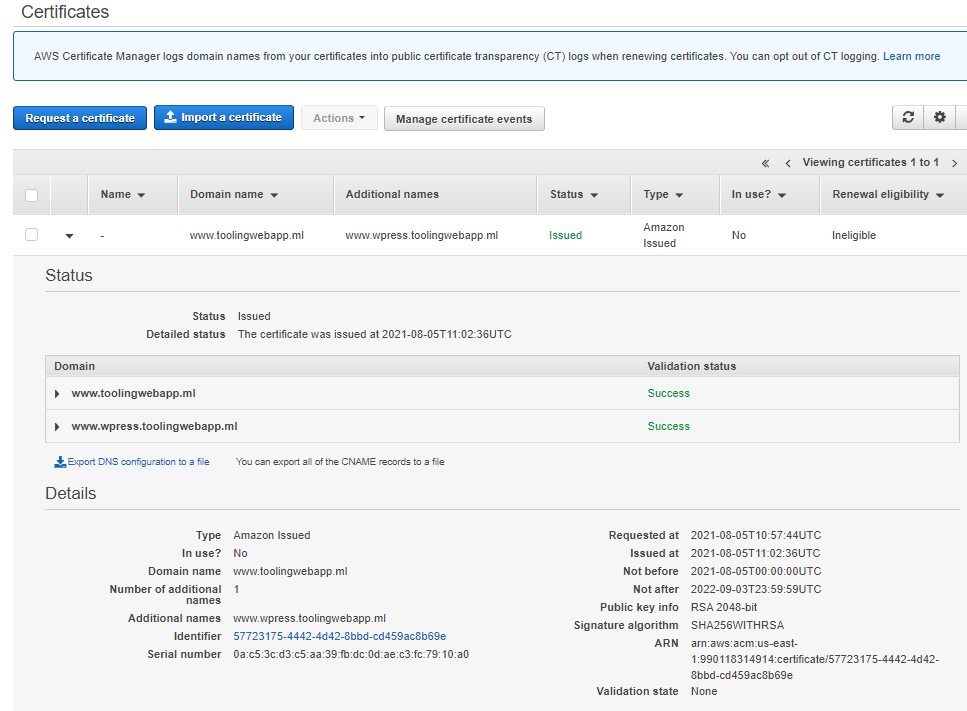 Certificates
AWS Certificate Manager logs domain names from your certificates into public certificate transparency (CT) logs when renewing certificates. You can opt out of CT logging. Learn more
Request a certificate Import a certificate Actions Manage certificate events
« ‹ Viewing certificates 1 to 1 ›
Name Domain name Additional names Status Type In use? Renewal eligibility
- www.toolingwebapp.ml www.wpress.toolingwebapp.ml Issued Amazon Issued No Ineligible
Status
Status Issued
Detailed status The certificate was issued at 2021-08-05T11:02:36UTC
Domain Validation status
www.toolingwebapp.ml Success
www.wpress.toolingwebapp.ml Success
Export DNS configuration to a file You can export all of the CNAME records to a file
Details
Type Amazon Issued
In use? No
Domain name www.toolingwebapp.ml
Number of additional names 1
Additional names www.wpress.toolingwebapp.ml
Identifier 57723175-4442-4d42-8bbd-cd459ac8b69e
Serial number 0a:c5:3c:d3:c5:aa:39:fb:dc:0d:ae:c3:fc:79:10:a0
Requested at 2021-08-05T10:57:44UTC
Issued at 2021-08-05T11:02:36UTC
Not before 2021-08-05T00:00:00UTC
Not after 2022-09-03T23:59:59UTC
Public key info RSA 2048-bit
Signature algorithm SHA256WITHRSA
ARN arn:aws:acm:us-east-
1:990118314914:certificate/57723175-4442-4d42-
8bbd-cd459ac8b69e
Validation state None